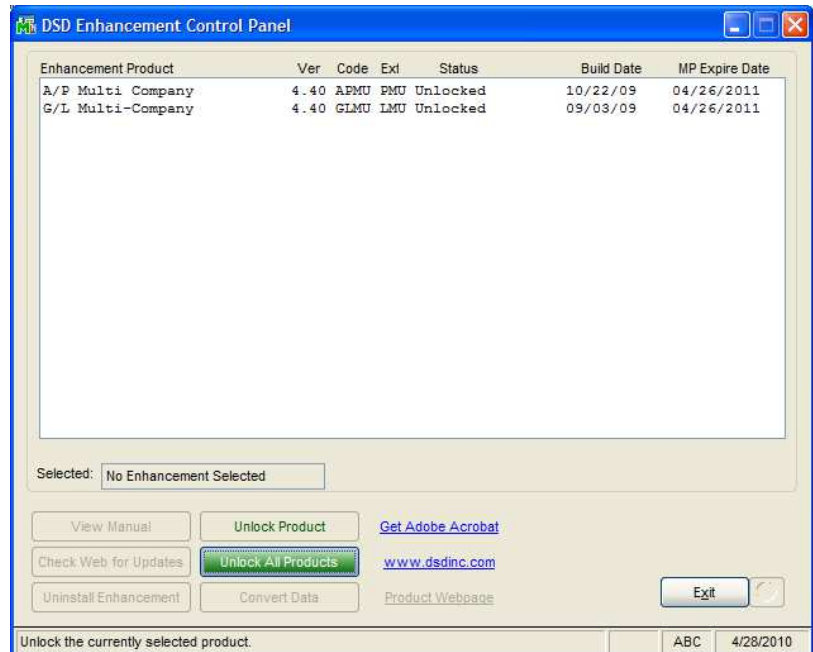 DSD Enhancement Control Panel
Enhancement Product Ver Code Ext Status Build Date MP Expire Date
A/P Multi Company 4.40 APMU PMU Unlocked 10/22/09 04/26/2011
G/L Multi-Company 4.40 GLMU LMU Unlocked 09/03/09 04/26/2011
Selected: No Enhancement Selected
View Manual Unlock Product Get Adobe Acrobat
Check Web for Updates Unlock All Products www.dsdinc.com
Uninstall Enhancement Convert Data Product Webpage Exit
Unlock the currently selected product. ABC 4/28/2010